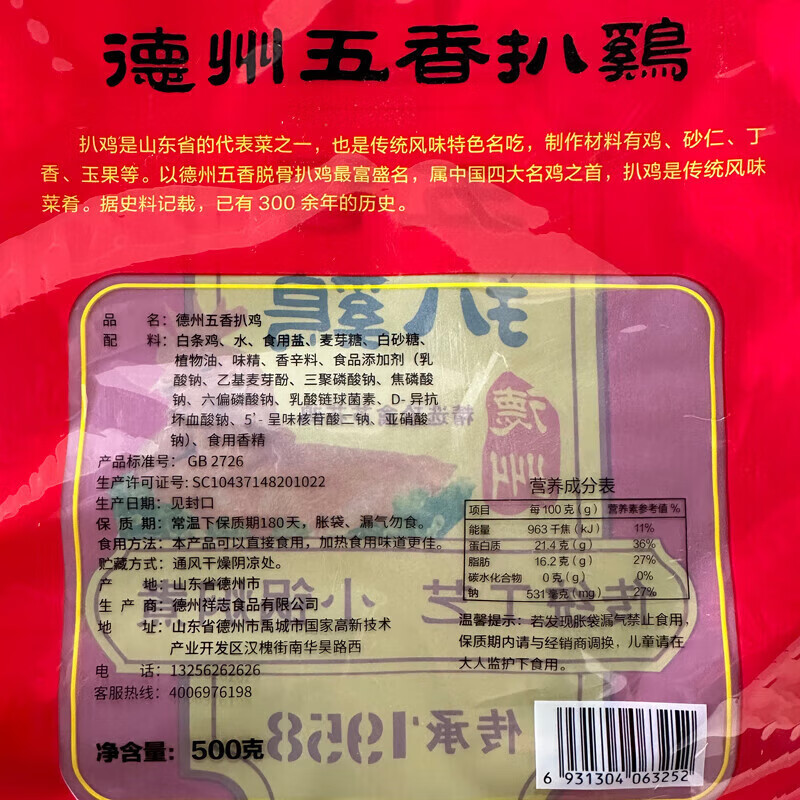 德州五香扒鷄
扒鸡是山东省的代表菜之一，也是传统风味特色名吃，制作材料有鸡、砂仁、丁
香、玉果等。以德州五香脱骨扒鸡最富盛名，属中国四大名鸡之首，扒鸡是传统风味
菜肴。据史料记载，已有 300 余年的历史。
扒鷄
品 名：德州五香扒鸡
配 料：白条鸡、水、食用盐、麦芽糖、白砂糖、
植物油、味精、香辛料、食品添加剂（乳
酸钠、乙基麦芽酚、三聚磷酸钠、焦磷酸
钠、六偏磷酸钠、乳酸链球菌素、D- 异抗
坏血酸钠、5'- 呈味核苷酸二钠、亚硝酸
钠）、食用香精
产品标准号：GB 2726
生产许可证号：SC10437148201022
生产日期：见封口
保 质 期：常温下保质期180天，胀袋、漏气勿食。
食用方法：本产品可以直接食用，加热食用味道更佳。
贮藏方式：通风干燥阴凉处。
产 地：山东省德州市
生 产 商：德州祥志食品有限公司
地 址：山东省德州市禹城市国家高新技术
产业开发区汉槐街南华昊路西
电 话：13256262626
客服热线：4006976198
净含量：500克
营养成分表
项目 每 100 克 ( g ) 营养素参考值 %
能量 963 千焦 ( kJ ) 11%
蛋白质 21.4 克 ( g ) 36%
脂肪 16.2 克 ( g ) 27%
碳水化合物 0 克 ( g ) 0%
钠 531 毫克 ( mg ) 27%
温馨提示：若发现胀袋漏气禁止食用，
保质期内请与经销商调换，儿童请在
大人监护下食用。
传统工艺 小锅
传承1958
6 931304 063252